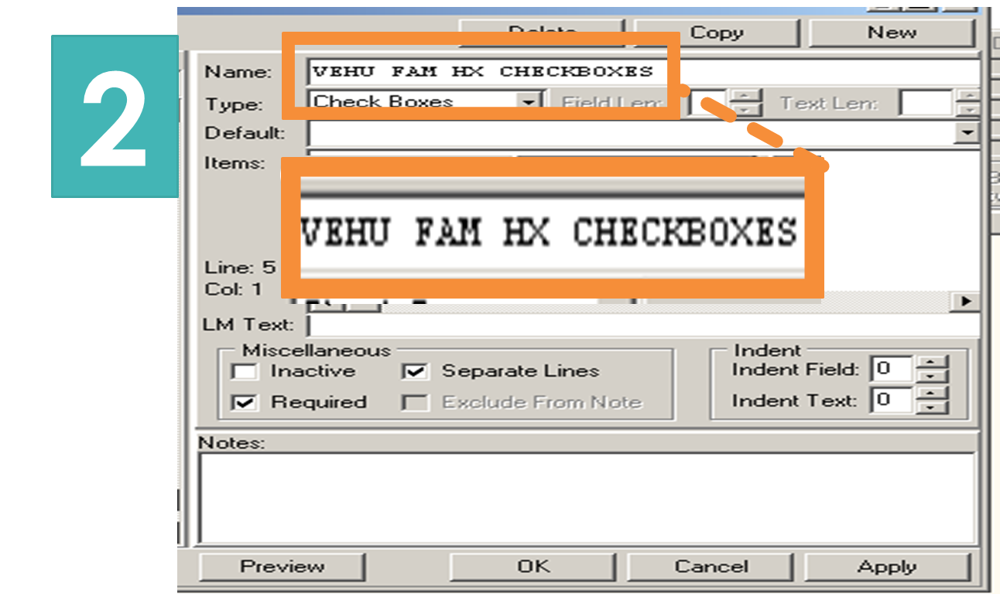 2
Delete Copy New
Name: VEHU FAM HX CHECKBOXES
Type: Check Boxes Field Len: Text Len:
Default:
Items:
VEHU FAM HX CHECKBOXES
Line: 5
Col: 1
LM Text:
Miscellaneous Indent
Inactive Separate Lines Indent Field: 0
Required Exclude From Note Indent Text: 0
Notes:
Preview OK Cancel Apply